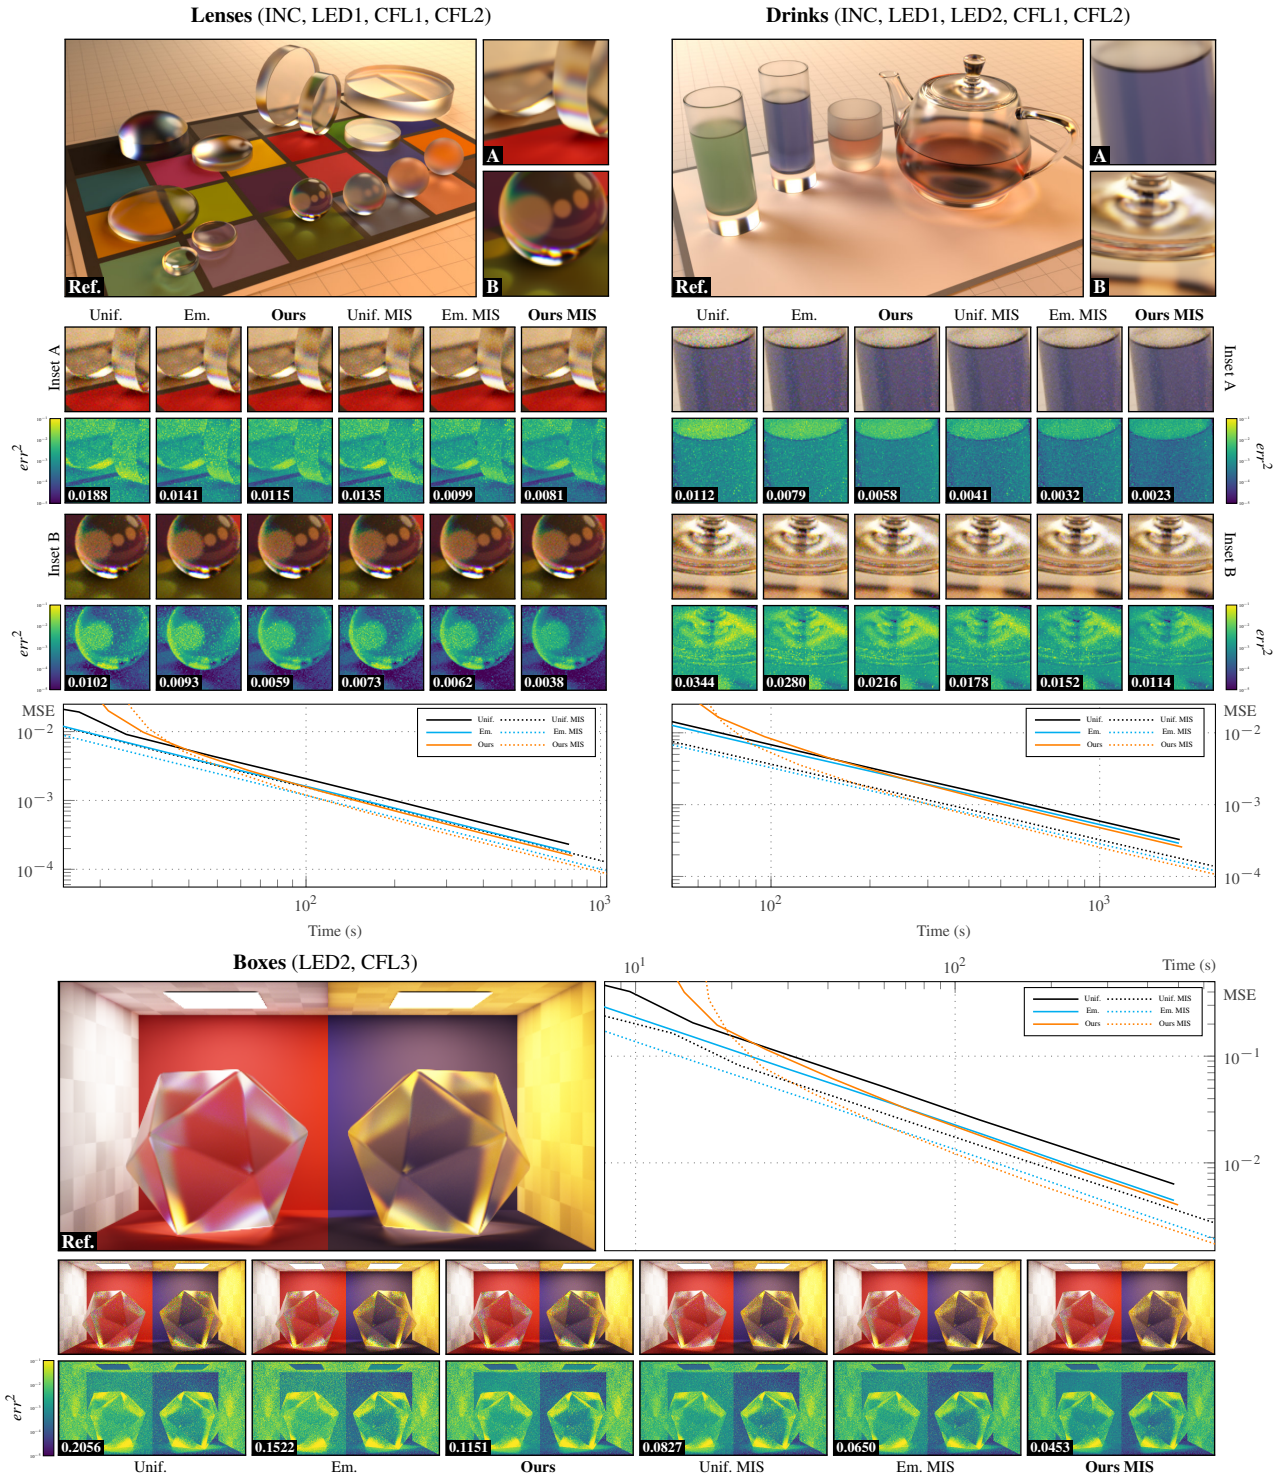 Lenses (INC, LED1, CFL1, CFL2)
Ref.
A
B
Unif. Em. Ours Unif. MIS Em. MIS Ours MIS
Inset A
err²
0.0188 0.0141 0.0115 0.0135 0.0099 0.0081
Inset B
err²
0.0102 0.0093 0.0059 0.0073 0.0062 0.0038
MSE
10⁻²
10⁻³
10⁻⁴
Unif. Unif. MIS
Em. Em. MIS
Ours Ours MIS
10² 10³
Time (s)
Drinks (INC, LED1, LED2, CFL1, CFL2)
Ref.
A
B
Unif. Em. Ours Unif. MIS Em. MIS Ours MIS
Inset A
err²
0.0112 0.0079 0.0058 0.0041 0.0032 0.0023
Inset B
err²
0.0344 0.0280 0.0216 0.0178 0.0152 0.0114
MSE
10⁻²
10⁻³
10⁻⁴
Unif. Unif. MIS
Em. Em. MIS
Ours Ours MIS
10² 10³
Time (s)
Boxes (LED2, CFL3)
Ref.
10¹ 10² Time (s)
MSE
10⁻¹
10⁻²
Unif. Unif. MIS
Em. Em. MIS
Ours Ours MIS
err²
0.2056 0.1522 0.1151 0.0827 0.0650 0.0453
Unif. Em. Ours Unif. MIS Em. MIS Ours MIS